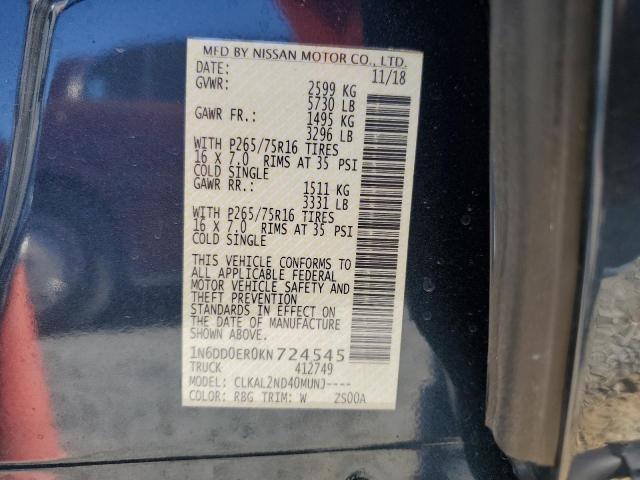 MFD BY NISSAN MOTOR CO., LTD.
DATE: 11/18
GVWR: 2599 KG
5730 LB
GAWR FR.: 1495 KG
3296 LB
WITH P265/75R16 TIRES
16 X 7.0 RIMS AT 35 PSI
COLD SINGLE
GAWR RR.: 1511 KG
3331 LB
WITH P265/75R16 TIRES
16 X 7.0 RIMS AT 35 PSI
COLD SINGLE
THIS VEHICLE CONFORMS TO
ALL APPLICABLE FEDERAL
MOTOR VEHICLE SAFETY AND
THEFT PREVENTION
STANDARDS IN EFFECT ON
THE DATE OF MANUFACTURE
SHOWN ABOVE.
1N6DD0ER0KN724545
TRUCK 412749
MODEL: CLKAL2ND40MUNJ----
COLOR: RBG TRIM: W ZS00A